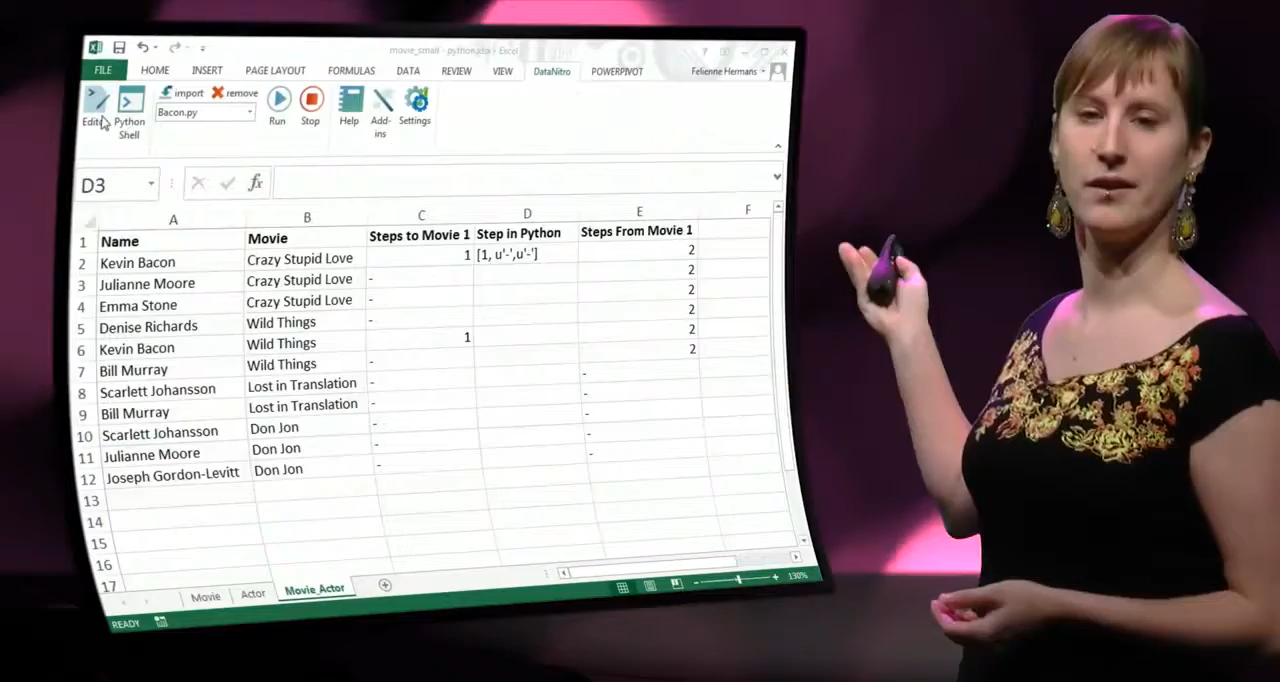 movie_small - python.xlsx - Excel
FILE HOME INSERT PAGE LAYOUT FORMULAS DATA REVIEW VIEW DataNitro POWERPIVOT Felienne Hermans
import remove
Bacon.py
Python Shell
Run
Stop
Help
Add-ins
Settings
D3
fx
A B C D E F
1 Name Movie Steps to Movie 1 Step in Python Steps From Movie 1
2 Kevin Bacon Crazy Stupid Love 1 [1, u'-',u'-'] 2
3 Julianne Moore Crazy Stupid Love - 2
4 Emma Stone Crazy Stupid Love - 2
5 Denise Richards Wild Things - 2
6 Kevin Bacon Wild Things 1 2
7 Bill Murray Wild Things - 2
8 Scarlett Johansson Lost in Translation - -
9 Bill Murray Lost in Translation - -
10 Scarlett Johansson Don Jon - -
11 Julianne Moore Don Jon - -
12 Joseph Gordon-Levitt Don Jon - -
13
14
15
16
17
Movie Actor Movie_Actor
READY 130%